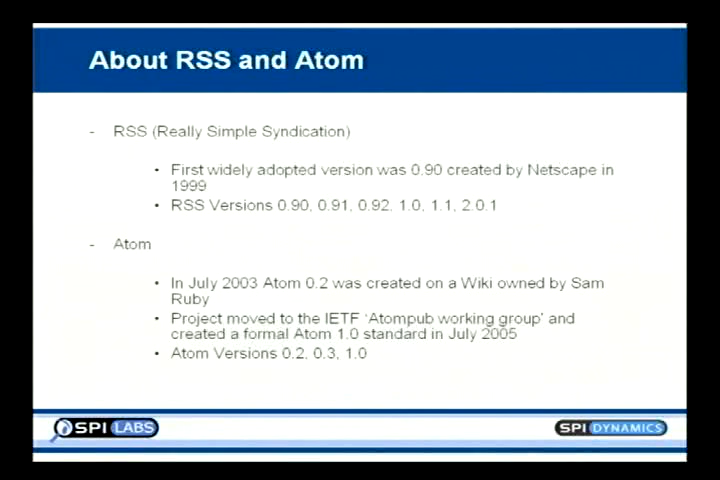 About RSS and Atom
- RSS (Really Simple Syndication)
• First widely adopted version was 0.90 created by Netscape in
1999
• RSS Versions 0.90, 0.91, 0.92, 1.0, 1.1, 2.0.1
- Atom
• In July 2003 Atom 0.2 was created on a Wiki owned by Sam
Ruby
• Project moved to the IETF ‘Atompub working group’ and
created a formal Atom 1.0 standard in July 2005
• Atom Versions 0.2, 0.3, 1.0
SPI LABS
SPI DYNAMICS